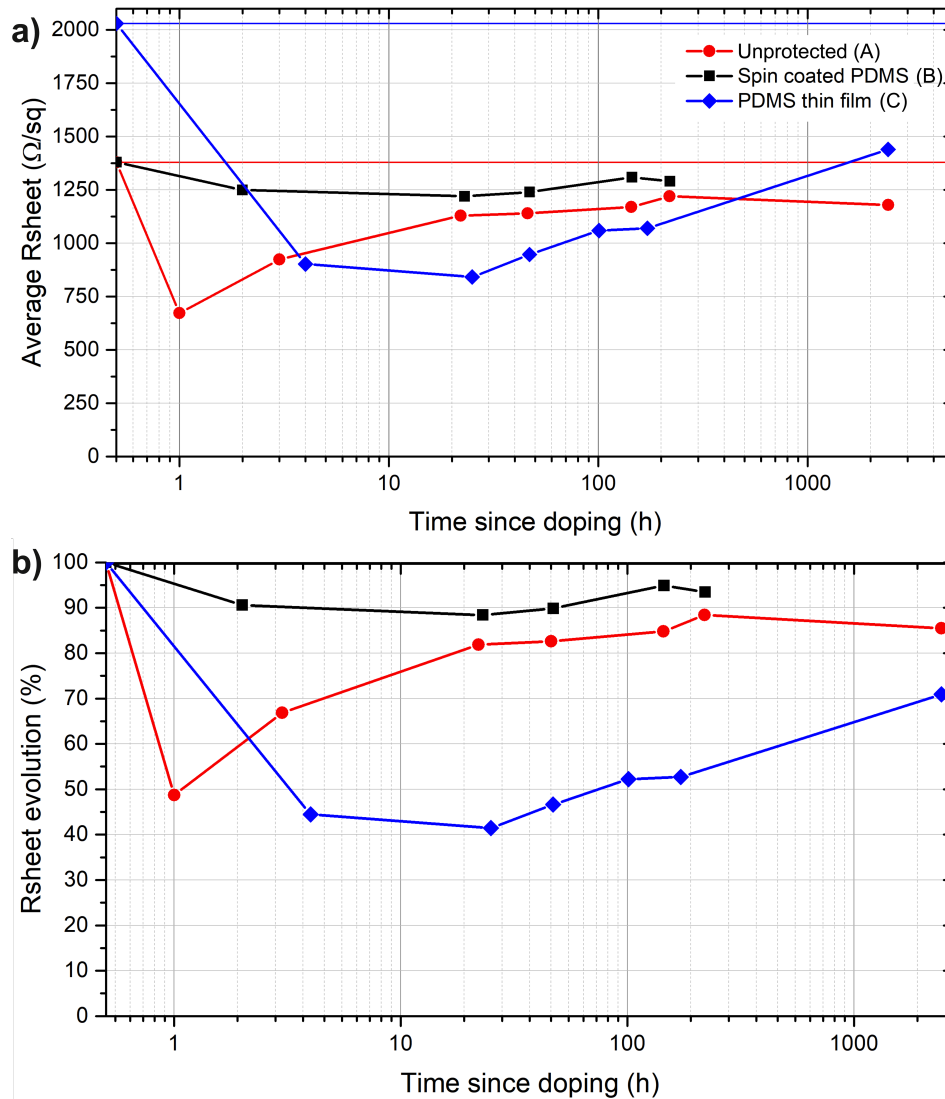 a)
Average Rsheet (Ω/sq)
2000
1750
1500
1250
1000
750
500
250
0
Unprotected (A)
Spin coated PDMS (B)
PDMS thin film (C)
1 10 100 1000
Time since doping (h)
b)
Rsheet evolution (%)
100
90
80
70
60
50
40
30
20
10
0
1 10 100 1000
Time since doping (h)